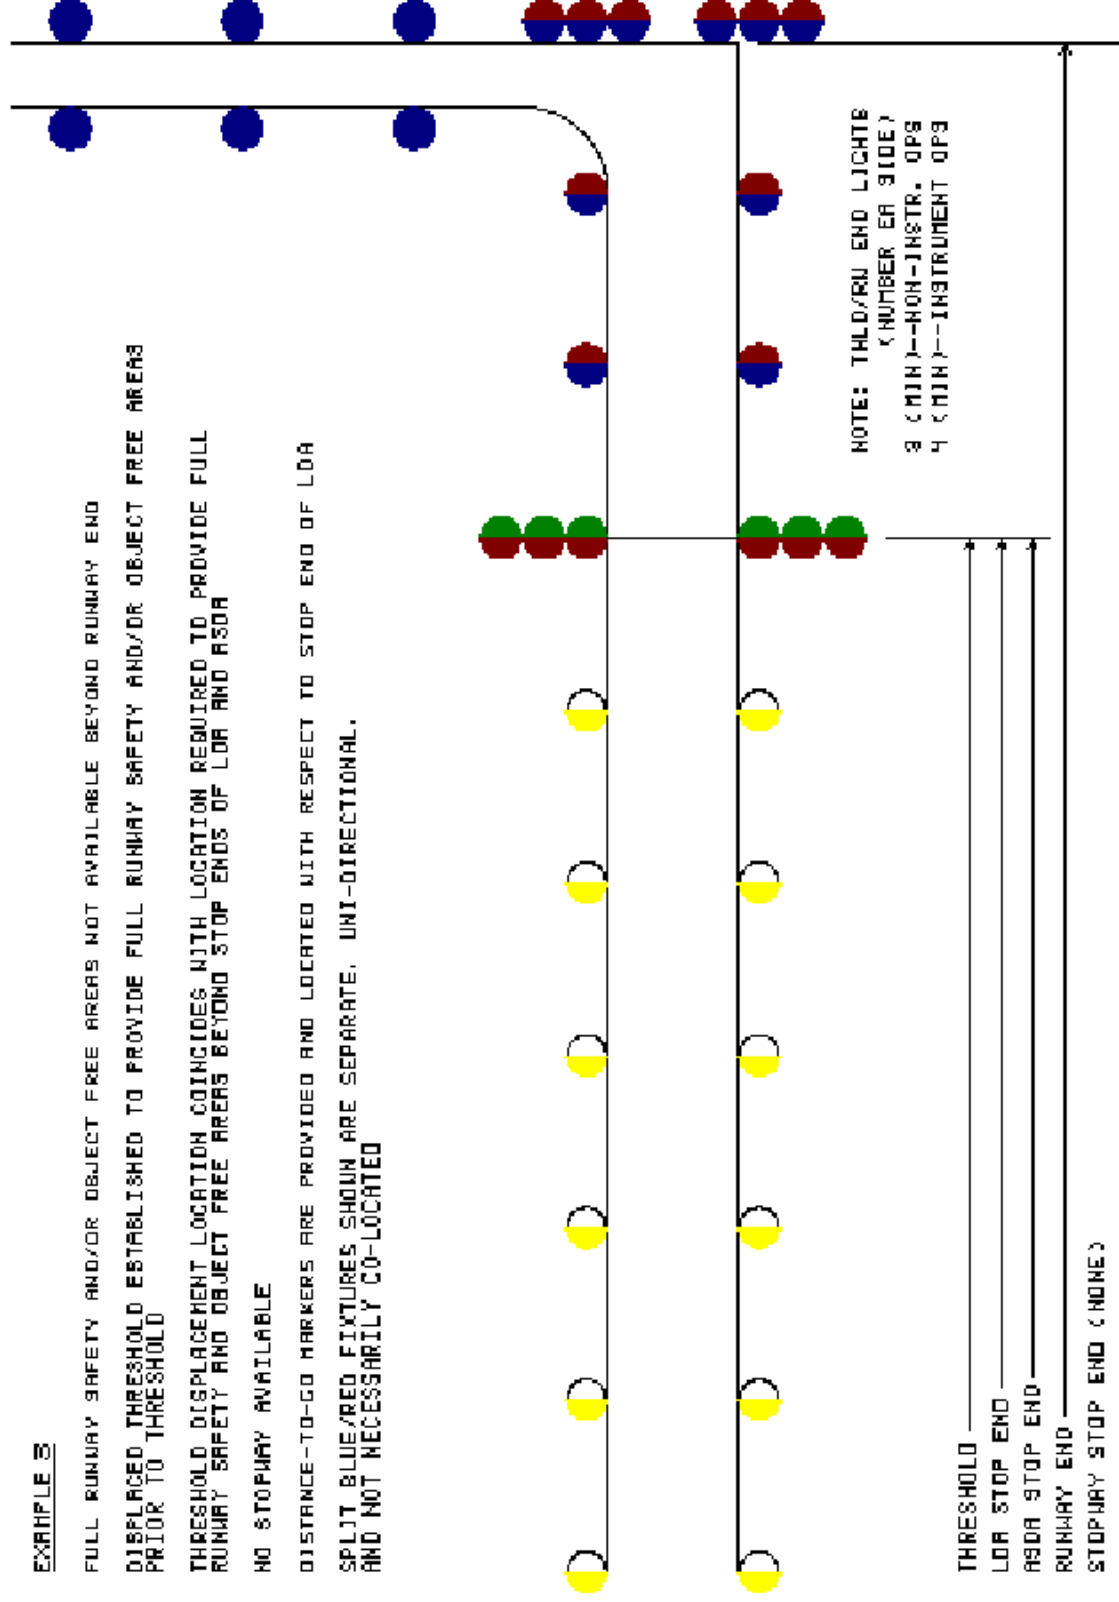 EXAMPLE 3
FULL RUNWAY SAFETY AND/OR OBJECT FREE AREAS NOT AVAILABLE BEYOND RUNWAY END
DISPLACED THRESHOLD ESTABLISHED TO PROVIDE FULL RUNWAY SAFETY AND/OR OBJECT FREE AREAS
PRIOR TO THRESHOLD
THRESHOLD DISPLACEMENT LOCATION COINCIDES WITH LOCATION REQUIRED TO PROVIDE FULL
RUNWAY SAFETY AND OBJECT FREE AREAS BEYOND STOP ENDS OF LDA AND ASDA
NO STOPWAY AVAILABLE
DISTANCE-TO-GO MARKERS ARE PROVIDED AND LOCATED WITH RESPECT TO STOP END OF LDA
SPLIT BLUE/RED FIXTURES SHOWN ARE SEPARATE, UNI-DIRECTIONAL,
AND NOT NECESSARILY CO-LOCATED
NOTE: THLD/RW END LIGHTS
(NUMBER EA SIDE)
3 (MIN)--NON-INSTR. OPS
4 (MIN)--INSTRUMENT OPS
THRESHOLD
LDA STOP END
ASDA STOP END
RUNWAY END
STOPWAY STOP END (NONE)